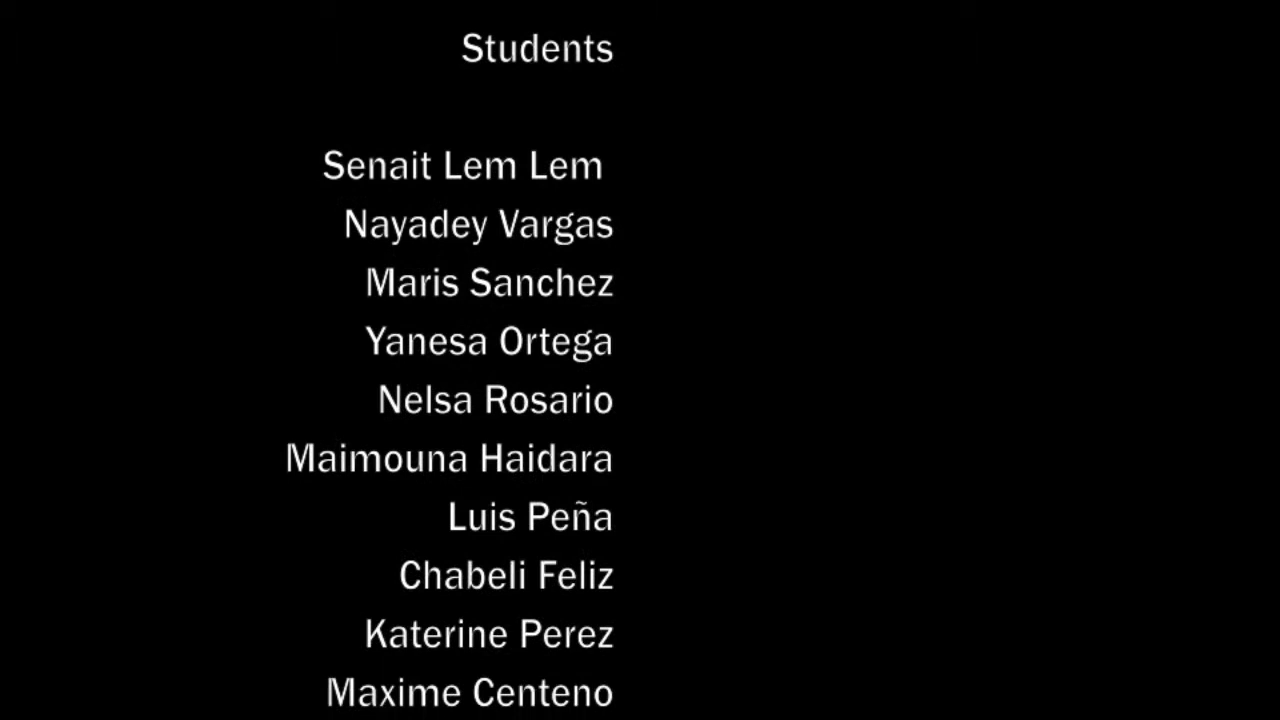 Students
Senait Lem Lem
Nayadey Vargas
Maris Sanchez
Yanesa Ortega
Nelsa Rosario
Maimouna Haidara
Luis Peña
Chabeli Feliz
Katerine Perez
Maxime Centeno